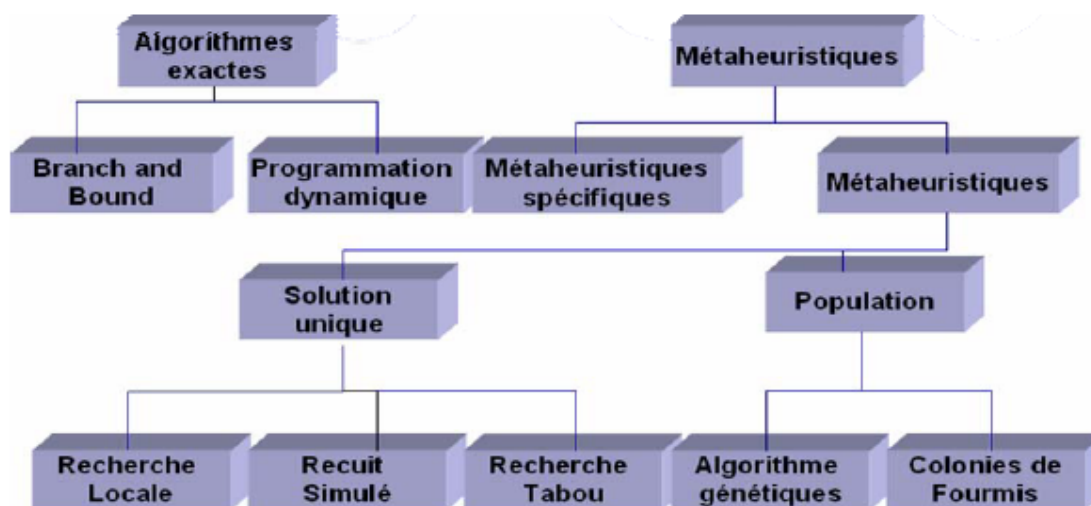 Algorithmes
exactes
Métaheuristiques
Branch and
Bound
Programmation
dynamique
Métaheuristiques
spécifiques
Métaheuristiques
Solution
unique
Population
Recherche
Locale
Recuit
Simulé
Recherche
Tabou
Algorithme
génétiques
Colonies de
Fourmis